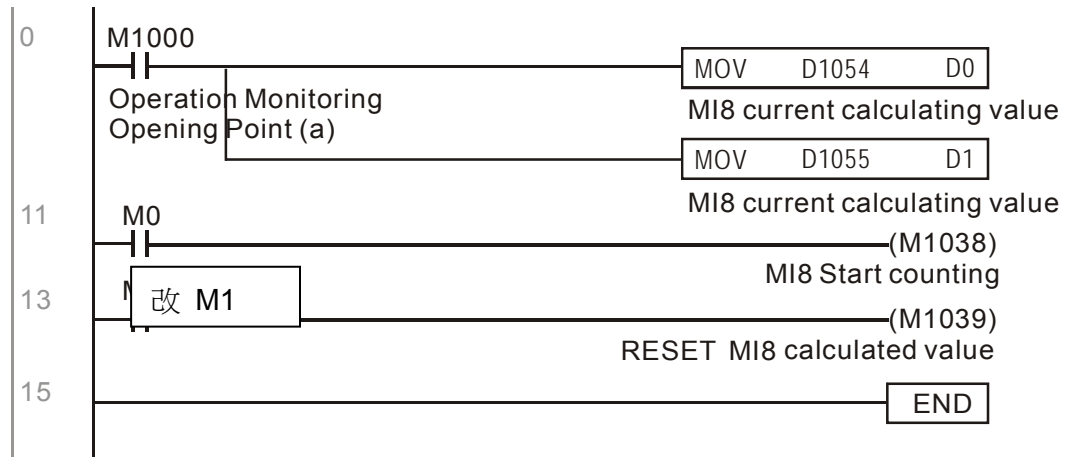 0
M1000
MOV D1054 D0
Operation Monitoring
Opening Point (a)
MI8 current calculating value
MOV D1055 D1
MI8 current calculating value
11
M0
(M1038)
MI8 Start counting
13
改 M1
(M1039)
RESET MI8 calculated value
15
END